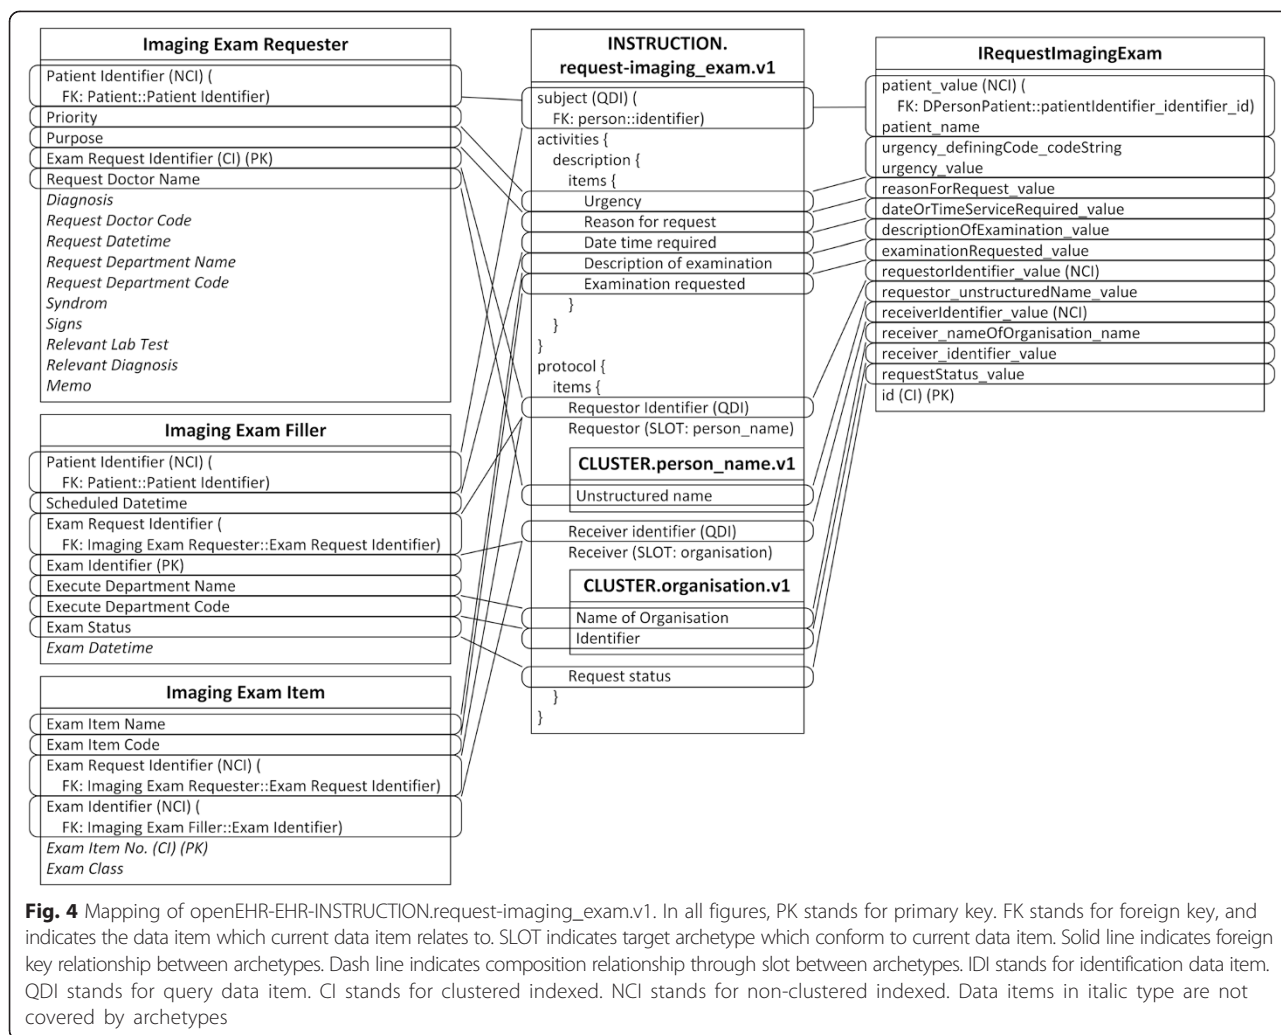 Imaging Exam Requester
Patient Identifier (NCI) (
FK: Patient::Patient Identifier)
Priority
Purpose
Exam Request Identifier (CI) (PK)
Request Doctor Name
Diagnosis
Request Doctor Code
Request Datetime
Request Department Name
Request Department Code
Syndrom
Signs
Relevant Lab Test
Relevant Diagnosis
Memo
Imaging Exam Filler
Patient Identifier (NCI) (
FK: Patient::Patient Identifier)
Scheduled Datetime
Exam Request Identifier (
FK: Imaging Exam Requester::Exam Request Identifier)
Exam Identifier (PK)
Execute Department Name
Execute Department Code
Exam Status
Exam Datetime
Imaging Exam Item
Exam Item Name
Exam Item Code
Exam Request Identifier (NCI) (
FK: Imaging Exam Requester::Exam Request Identifier)
Exam Identifier (NCI) (
FK: Imaging Exam Filler::Exam Identifier)
Exam Item No. (CI) (PK)
Exam Class
INSTRUCTION.
request-imaging_exam.v1
subject (QDI) (
FK: person::identifier)
activities {
description {
items {
Urgency
Reason for request
Date time required
Description of examination
Examination requested
}
}
}
protocol {
items {
Requestor Identifier (QDI)
Requestor (SLOT: person_name)
CLUSTER.person_name.v1
Unstructured name
Receiver identifier (QDI)
Receiver (SLOT: organisation)
CLUSTER.organisation.v1
Name of Organisation
Identifier
Request status
}
}
IRequestImagingExam
patient_value (NCI) (
FK: DPersonPatient::patientIdentifier_identifier_id)
patient_name
urgency_definingCode_codeString
urgency_value
reasonForRequest_value
dateOrTimeServiceRequired_value
descriptionOfExamination_value
examinationRequested_value
requestorIdentifier_value (NCI)
requestor_unstructuredName_value
receiverIdentifier_value (NCI)
receiver_nameOfOrganisation_name
receiver_identifier_value
requestStatus_value
id (CI) (PK)
Fig. 4 Mapping of openEHR-EHR-INSTRUCTION.request-imaging_exam.v1. In all figures, PK stands for primary key. FK stands for foreign key, and
indicates the data item which current data item relates to. SLOT indicates target archetype which conform to current data item. Solid line indicates foreign
key relationship between archetypes. Dash line indicates composition relationship through slot between archetypes. IDI stands for identification data item.
QDI stands for query data item. CI stands for clustered indexed. NCI stands for non-clustered indexed. Data items in italic type are not
covered by archetypes